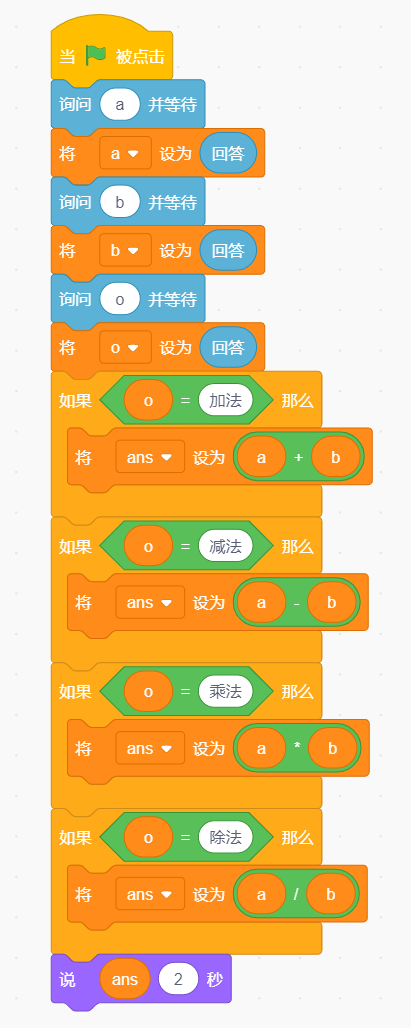 当 被点击
询问 a 并等待
将 a 设为 回答
询问 b 并等待
将 b 设为 回答
询问 o 并等待
将 o 设为 回答
如果 o = 加法 那么
将 ans 设为 a + b
如果 o = 减法 那么
将 ans 设为 a - b
如果 o = 乘法 那么
将 ans 设为 a * b
如果 o = 除法 那么
将 ans 设为 a / b
说 ans 2 秒